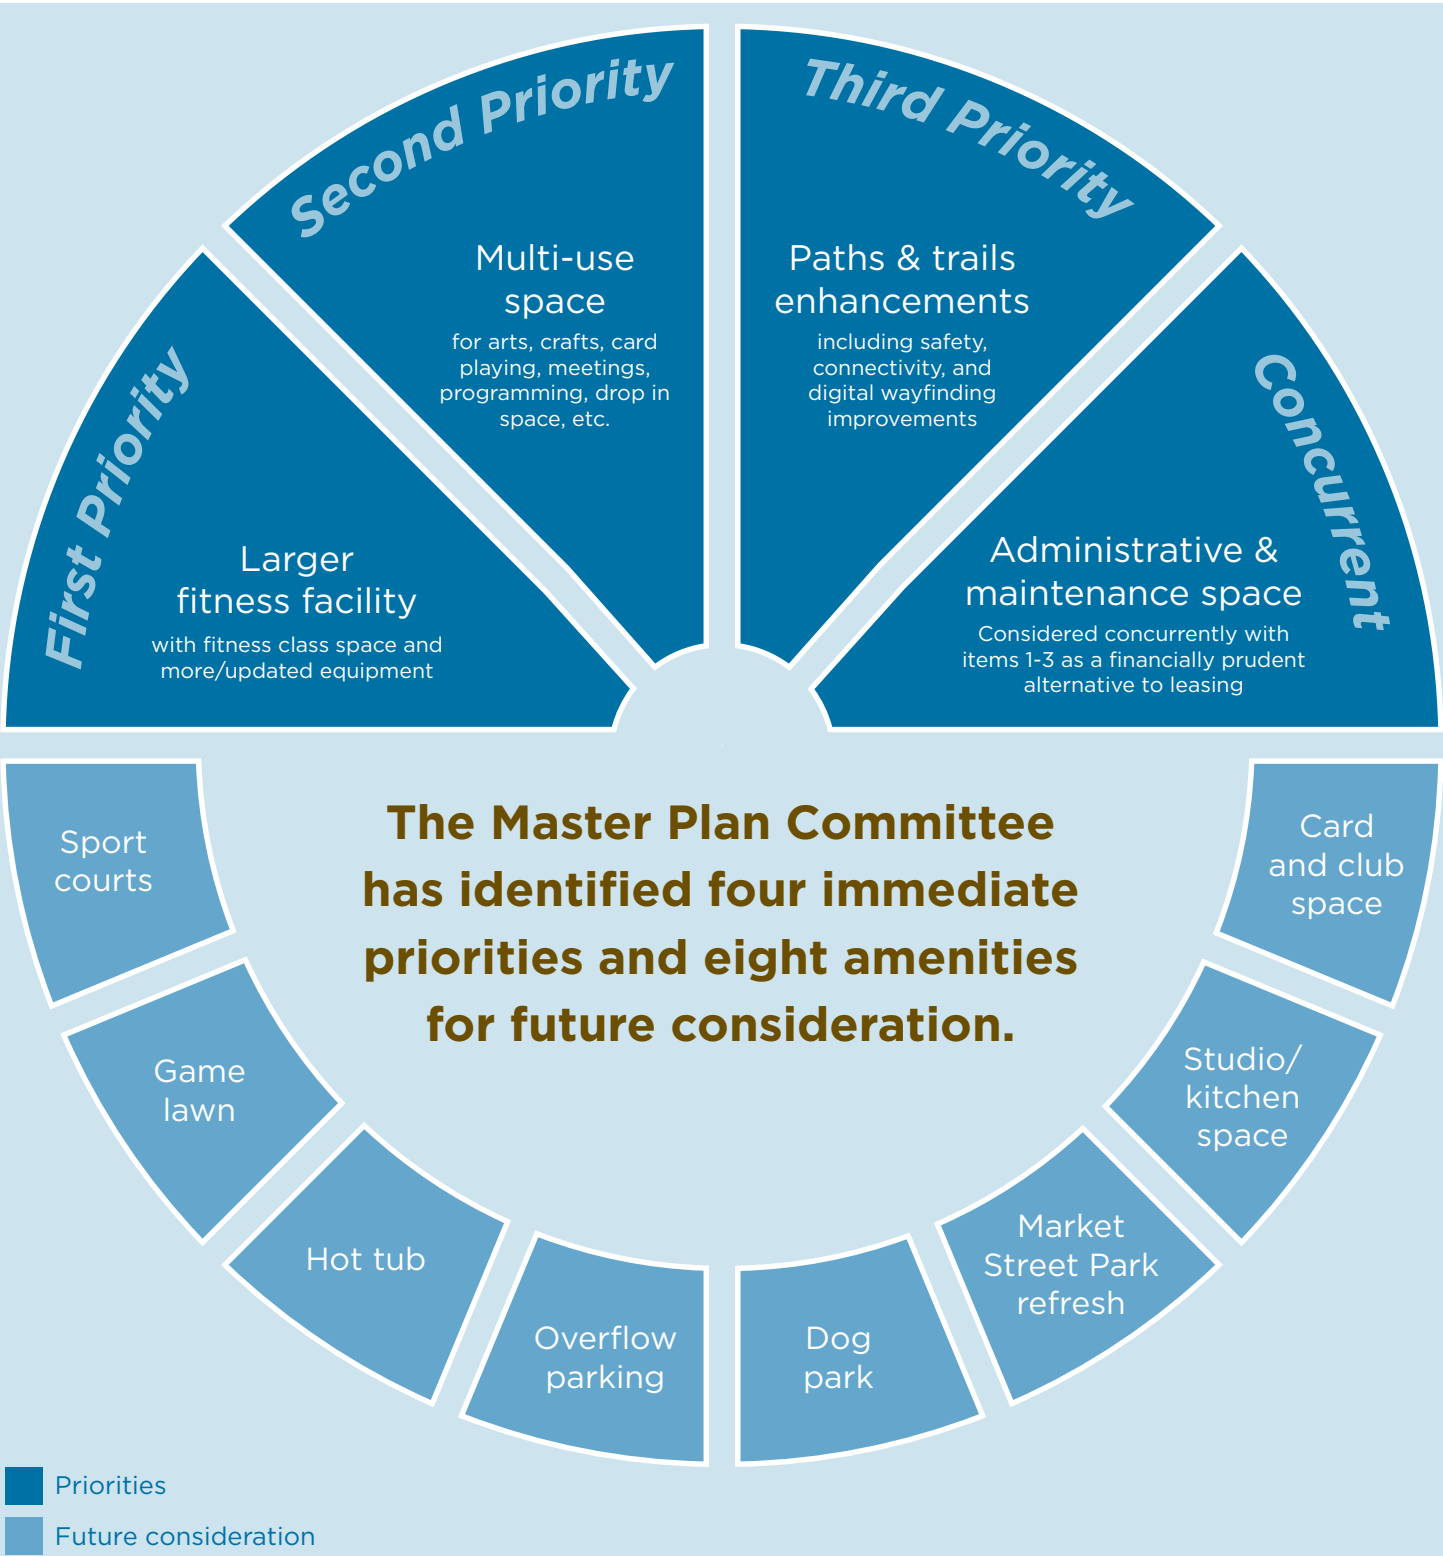 First Priority
Larger
fitness facility
with fitness class space and
more/updated equipment
Second Priority
Multi-use
space
for arts, crafts, card
playing, meetings,
programming, drop in
space, etc.
Third Priority
Paths & trails
enhancements
including safety,
connectivity, and
digital wayfinding
improvements
Concurrent
Administrative &
maintenance space
Considered concurrently with
items 1-3 as a financially prudent
alternative to leasing
The Master Plan Committee
has identified four immediate
priorities and eight amenities
for future consideration.
Sport
courts
Game
lawn
Hot tub
Overflow
parking
Dog
park
Market
Street Park
refresh
Studio/
kitchen
space
Card
and club
space
Priorities
Future consideration